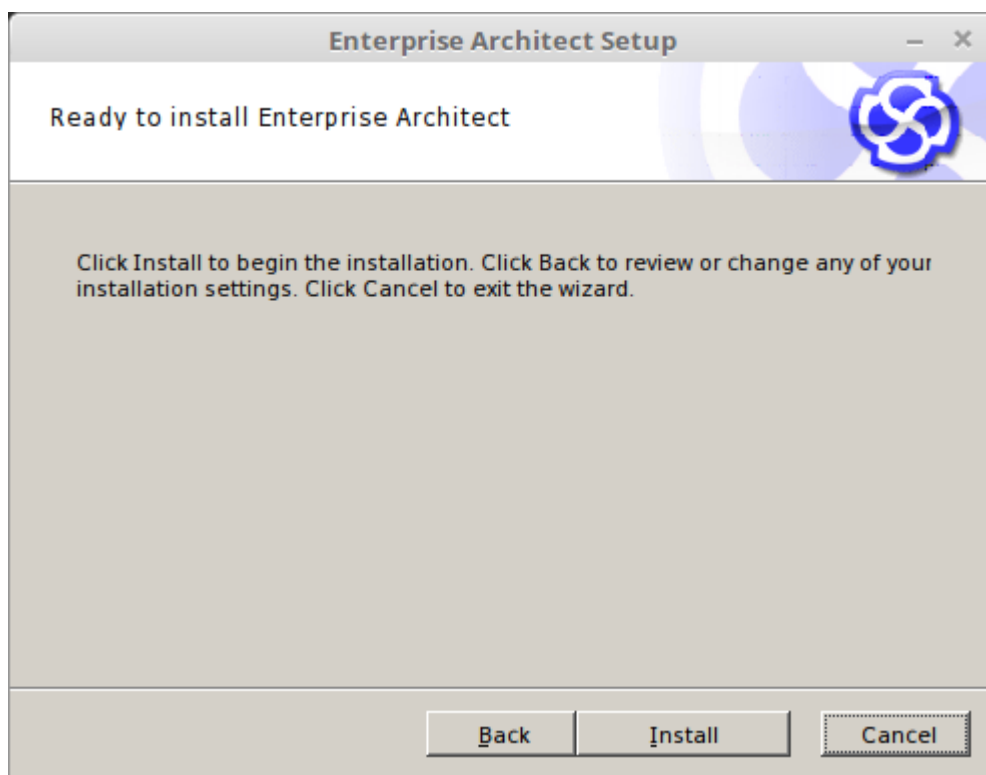 Enterprise Architect Setup
Ready to install Enterprise Architect
Click Install to begin the installation. Click Back to review or change any of your
installation settings. Click Cancel to exit the wizard.
Back Install Cancel